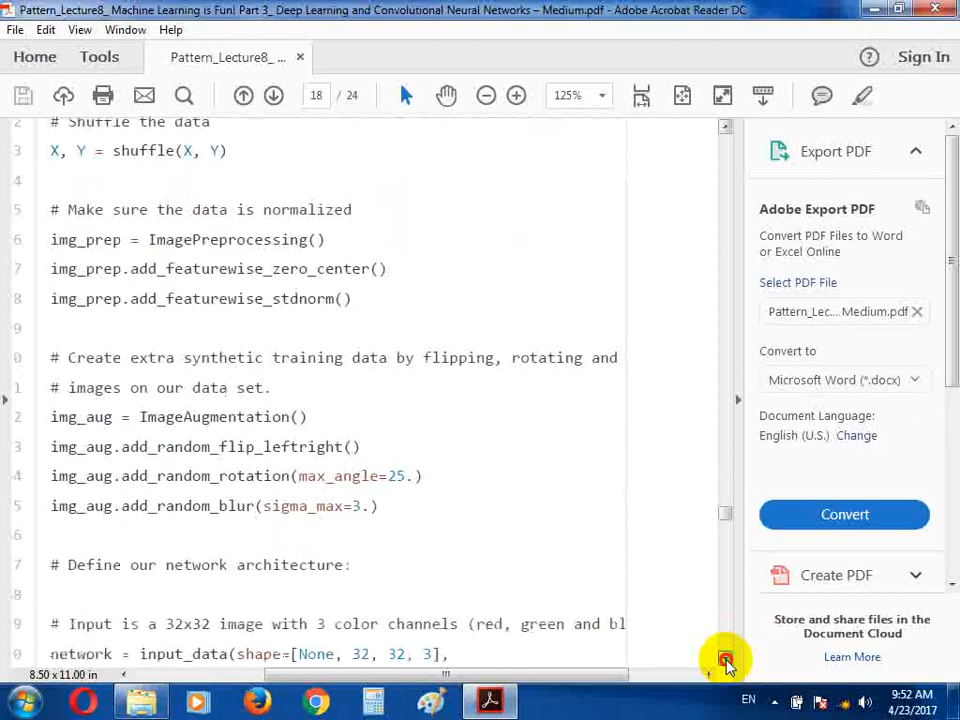 Pattern_Lecture8_ Machine Learning is Fun! Part 3_ Deep Learning and Convolutional Neural Networks – Medium.pdf - Adobe Acrobat Reader DC
File Edit View Window Help
Home Tools Pattern_Lecture8_ ... × Sign In
18 / 24 125%
2 # Shuffle the data
3 X, Y = shuffle(X, Y)
4
5 # Make sure the data is normalized
6 img_prep = ImagePreprocessing()
7 img_prep.add_featurewise_zero_center()
8 img_prep.add_featurewise_stdnorm()
9
0 # Create extra synthetic training data by flipping, rotating and
1 # images on our data set.
2 img_aug = ImageAugmentation()
3 img_aug.add_random_flip_leftright()
4 img_aug.add_random_rotation(max_angle=25.)
5 img_aug.add_random_blur(sigma_max=3.)
6
7 # Define our network architecture:
8
9 # Input is a 32x32 image with 3 color channels (red, green and bl
0 network = input_data(shape=[None, 32, 32, 3],
8.50 x 11.00 in
Export PDF
Adobe Export PDF
Convert PDF Files to Word
or Excel Online
Select PDF File
Pattern_Lec... Medium.pdf
Convert to
Microsoft Word (*.docx)
Document Language:
English (U.S.) Change
Convert
Create PDF
Store and share files in the
Document Cloud
Learn More
EN
9:52 AM
4/23/2017